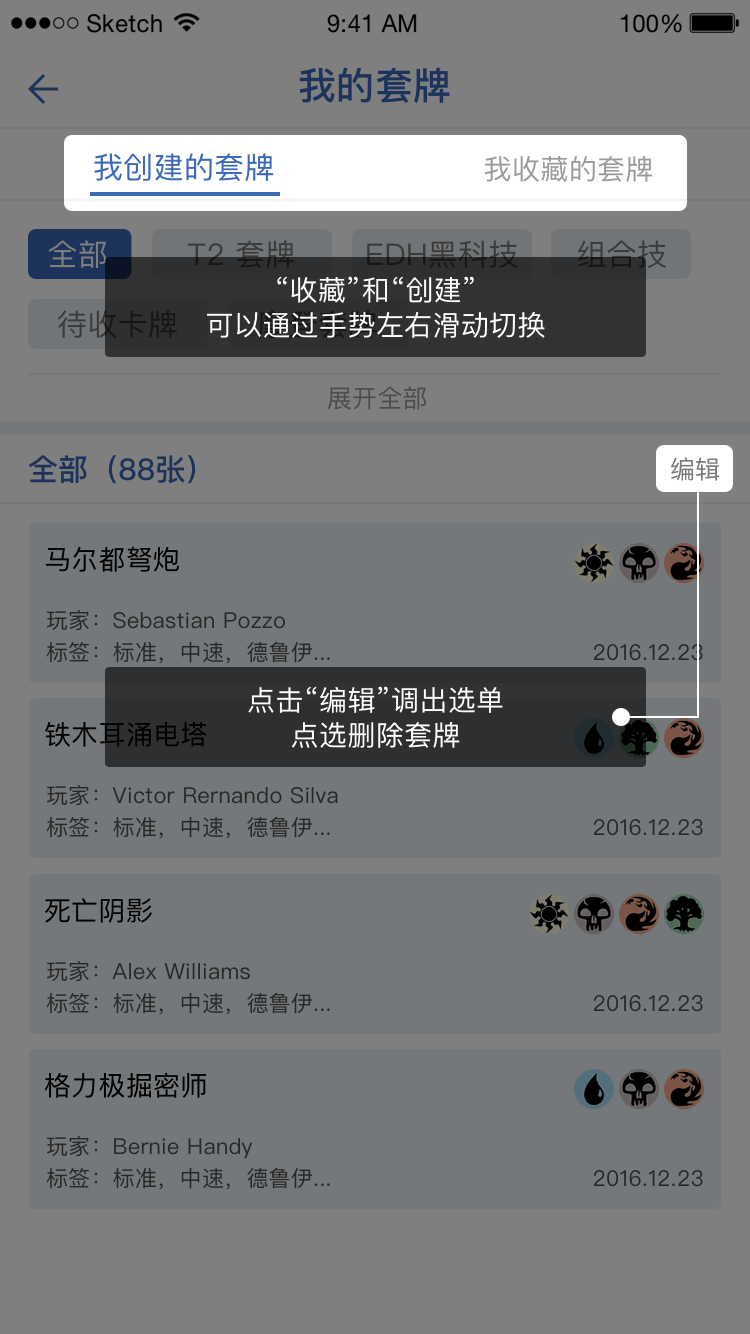 Sketch 9:41 AM 100%
我的套牌
我创建的套牌 我收藏的套牌
全部 T2 套牌 EDH黑科技 组合技
“收藏”和“创建”
待收卡牌
可以通过手势左右滑动切换
展开全部
全部（88张） 编辑
马尔都弩炮
玩家：Sebastian Pozzo
标签：标准，中速，德鲁伊... 2016.12.23
点击“编辑”调出选单
铁木耳涌电塔
点选删除套牌
玩家：Victor Rernando Silva
标签：标准，中速，德鲁伊... 2016.12.23
死亡阴影
玩家：Alex Williams
标签：标准，中速，德鲁伊... 2016.12.23
格力极掘密师
玩家：Bernie Handy
标签：标准，中速，德鲁伊... 2016.12.23